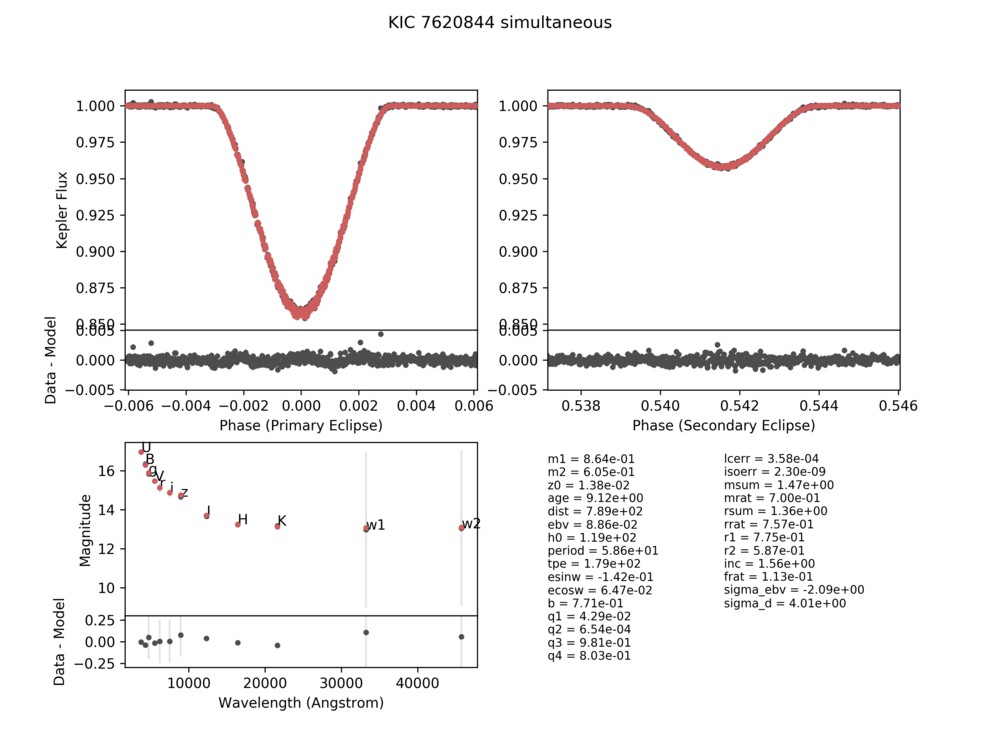 KIC 7620844 simultaneous
1.000
0.975
0.950
0.925
0.900
0.875
0.850
Kepler Flux
0.005
0.000
−0.005
Data - Model
−0.006 −0.004 −0.002 0.000 0.002 0.004 0.006
Phase (Primary Eclipse)
1.000
0.975
0.950
0.925
0.900
0.875
0.850
0.005
0.000
−0.005
0.538 0.540 0.542 0.544 0.546
Phase (Secondary Eclipse)
16
14
12
10
Magnitude
U
B
g
V
r
i
z
J
H
K
w1
w2
0.25
0.00
−0.25
Data - Model
10000 20000 30000 40000
Wavelength (Angstrom)
m1 = 8.64e-01
m2 = 6.05e-01
z0 = 1.38e-02
age = 9.12e+00
dist = 7.89e+02
ebv = 8.86e-02
h0 = 1.19e+02
period = 5.86e+01
tpe = 1.79e+02
esinw = -1.42e-01
ecosw = 6.47e-02
b = 7.71e-01
q1 = 4.29e-02
q2 = 6.54e-04
q3 = 9.81e-01
q4 = 8.03e-01
lcerr = 3.58e-04
isoerr = 2.30e-09
msum = 1.47e+00
mrat = 7.00e-01
rsum = 1.36e+00
rrat = 7.57e-01
r1 = 7.75e-01
r2 = 5.87e-01
inc = 1.56e+00
frat = 1.13e-01
sigma_ebv = -2.09e+00
sigma_d = 4.01e+00